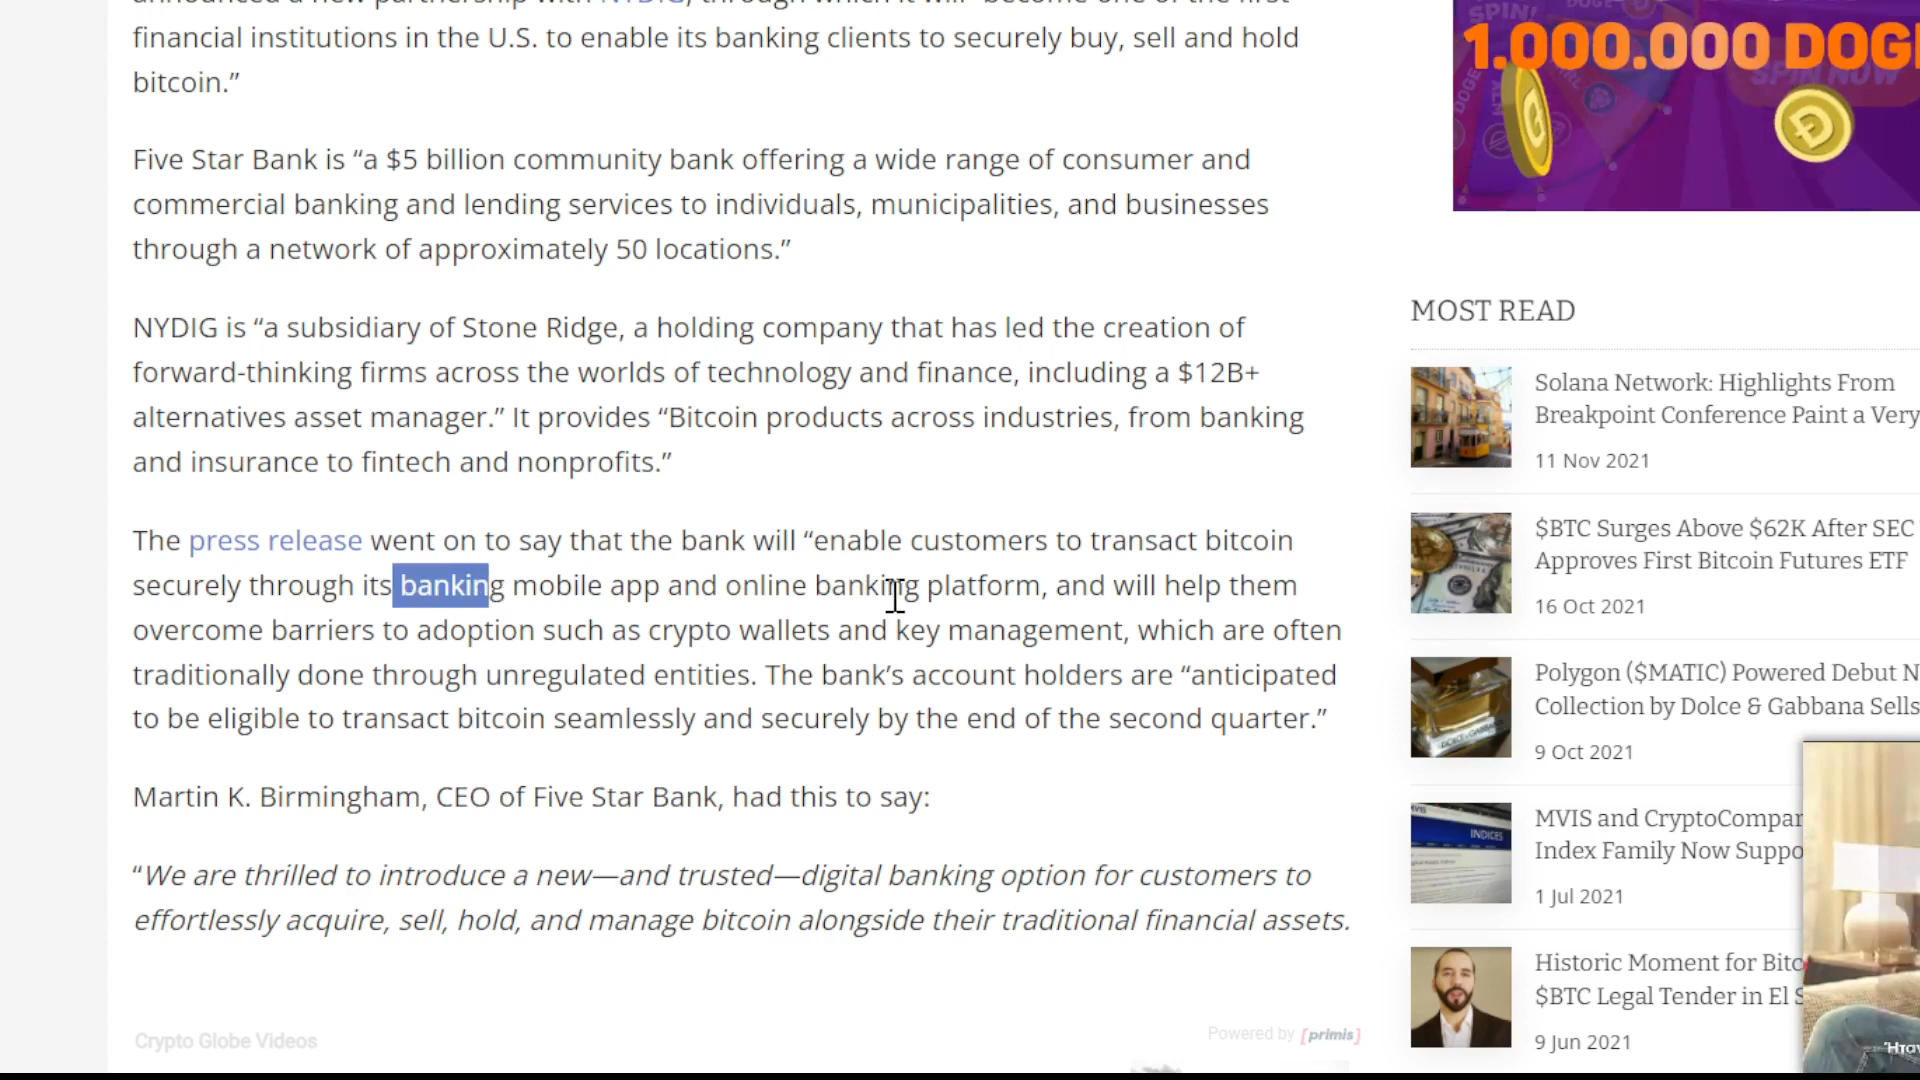 financial institutions in the U.S. to enable its banking clients to securely buy, sell and hold
bitcoin.”
Five Star Bank is “a $5 billion community bank offering a wide range of consumer and
commercial banking and lending services to individuals, municipalities, and businesses
through a network of approximately 50 locations.”
NYDIG is “a subsidiary of Stone Ridge, a holding company that has led the creation of
forward-thinking firms across the worlds of technology and finance, including a $12B+
alternatives asset manager.” It provides “Bitcoin products across industries, from banking
and insurance to fintech and nonprofits.”
The press release went on to say that the bank will “enable customers to transact bitcoin
securely through its banking mobile app and online banking platform, and will help them
overcome barriers to adoption such as crypto wallets and key management, which are often
traditionally done through unregulated entities. The bank’s account holders are “anticipated
to be eligible to transact bitcoin seamlessly and securely by the end of the second quarter.”
Martin K. Birmingham, CEO of Five Star Bank, had this to say:
“We are thrilled to introduce a new—and trusted—digital banking option for customers to
effortlessly acquire, sell, hold, and manage bitcoin alongside their traditional financial assets.
Crypto Globe Videos
Powered by [primis]
SPIN!
1.000.000 DOGE
SPIN NOW
MOST READ
Solana Network: Highlights From
Breakpoint Conference Paint a Very
11 Nov 2021
$BTC Surges Above $62K After SEC
Approves First Bitcoin Futures ETF
16 Oct 2021
Polygon ($MATIC) Powered Debut N
Collection by Dolce & Gabbana Sells
9 Oct 2021
INDICES
MVIS and CryptoCompar
Index Family Now Suppo
1 Jul 2021
Historic Moment for Bitc
$BTC Legal Tender in El S
9 Jun 2021